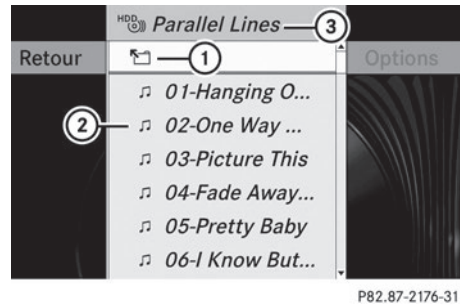 HDD Parallel Lines 3
Retour 1 Options
01-Hanging O...
2 02-One Way ...
03-Picture This
04-Fade Away...
05-Pretty Baby
06-I Know But...
P82.87-2176-31